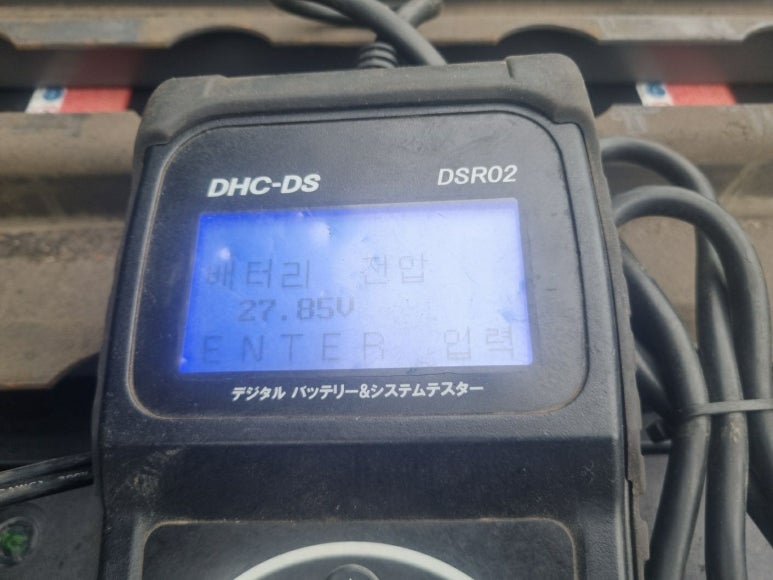 DHC-DS DSR02
배터리 전압
27.85V
ENTER 입력
デジタル バッテリー&システムテスター